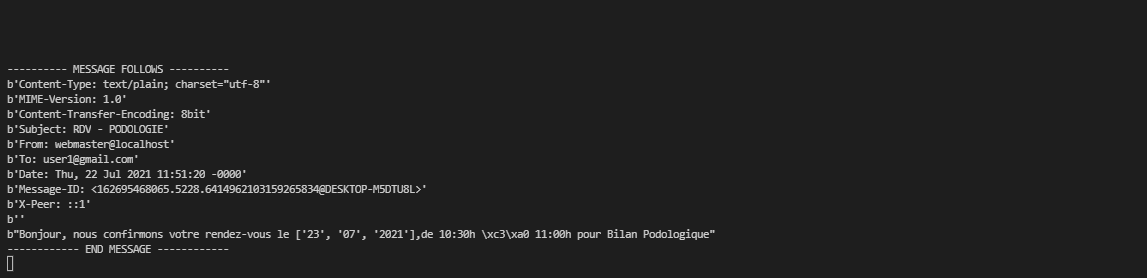 ---------- MESSAGE FOLLOWS ----------
b'Content-Type: text/plain; charset="utf-8"'
b'MIME-Version: 1.0'
b'Content-Transfer-Encoding: 8bit'
b'Subject: RDV - PODOLOGIE'
b'From: webmaster@localhost'
b'To: user1@gmail.com'
b'Date: Thu, 22 Jul 2021 11:51:20 -0000'
b'Message-ID: <162695468065.5228.6414962103159265834@DESKTOP-M5DTU8L>'
b'X-Peer: ::1'
b''
b"Bonjour, nous confirmons votre rendez-vous le ['23', '07', '2021'],de 10:30h \xc3\xa0 11:00h pour Bilan Podologique"
------------ END MESSAGE ------------